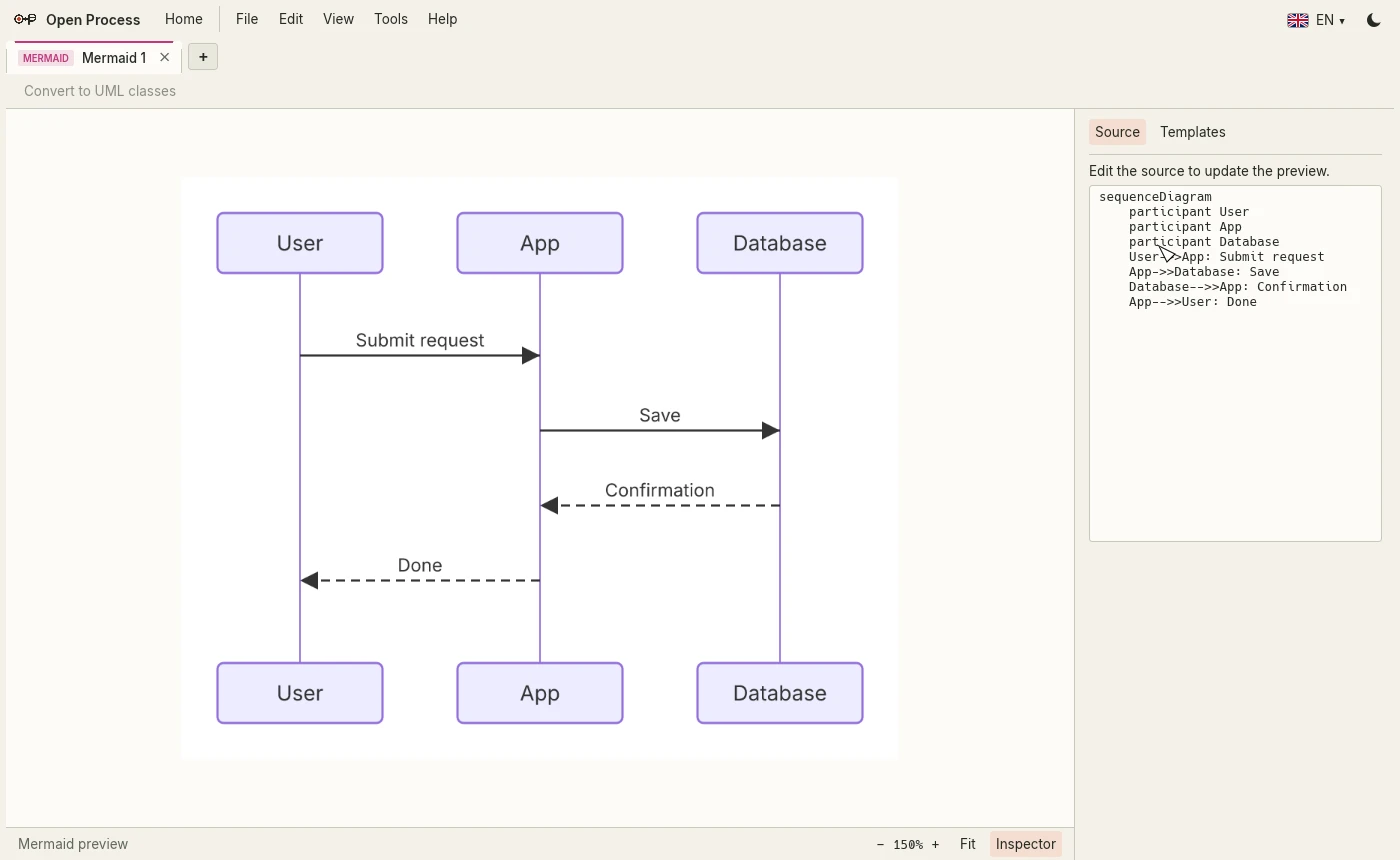 Open Process
Home
File
Edit
View
Tools
Help
EN ▾
MERMAID
Mermaid 1
×
+
Convert to UML classes
User
App
Database
Submit request
Save
Confirmation
Done
User
App
Database
Source
Templates
Edit the source to update the preview.
sequenceDiagram
    participant User
    participant App
    participant Database
    User->>App: Submit request
    App->>Database: Save
    Database-->>App: Confirmation
    App-->>User: Done
Mermaid preview
− 150% +
Fit
Inspector